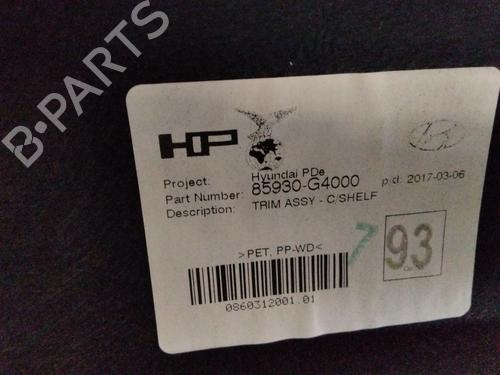 B-PARTS
HP
Project: Hyundai PDe
Part Number: 85930-G4000 p.d: 2017-03-06
Description: TRIM ASSY - C/SHELF
>PET, PP-WD<
7
93
0860312001.01